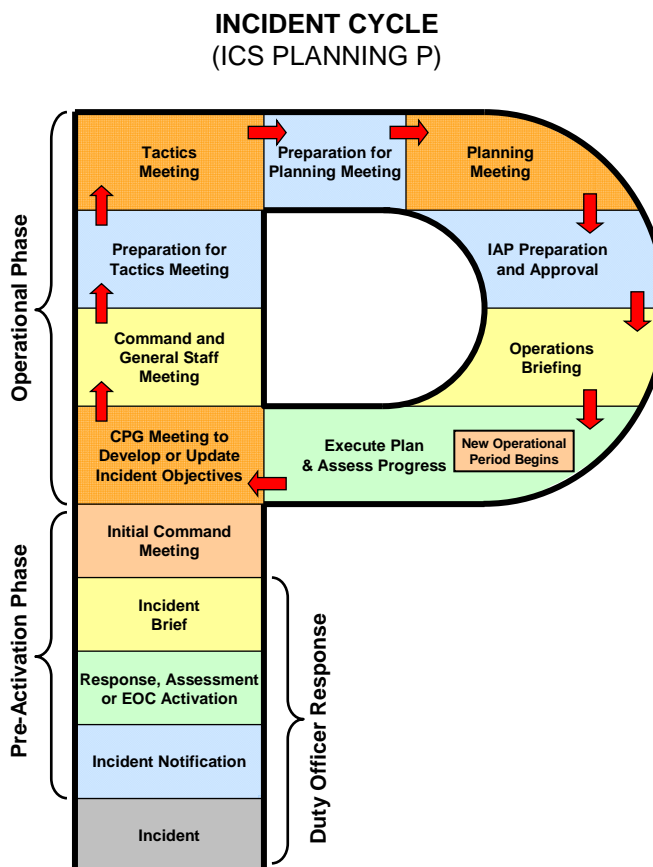 INCIDENT CYCLE
(ICS PLANNING P)
Tactics
Meeting
Preparation for
Planning Meeting
Planning
Meeting
Preparation for
Tactics Meeting
IAP Preparation
and Approval
Command and
General Staff
Meeting
Operations
Briefing
CPG Meeting to
Develop or Update
Incident Objectives
Execute Plan
& Assess Progress
New Operational
Period Begins
Operational Phase
Initial Command
Meeting
Incident
Brief
Response, Assessment
or EOC Activation
Incident Notification
Incident
Pre-Activation Phase
Duty Officer Response